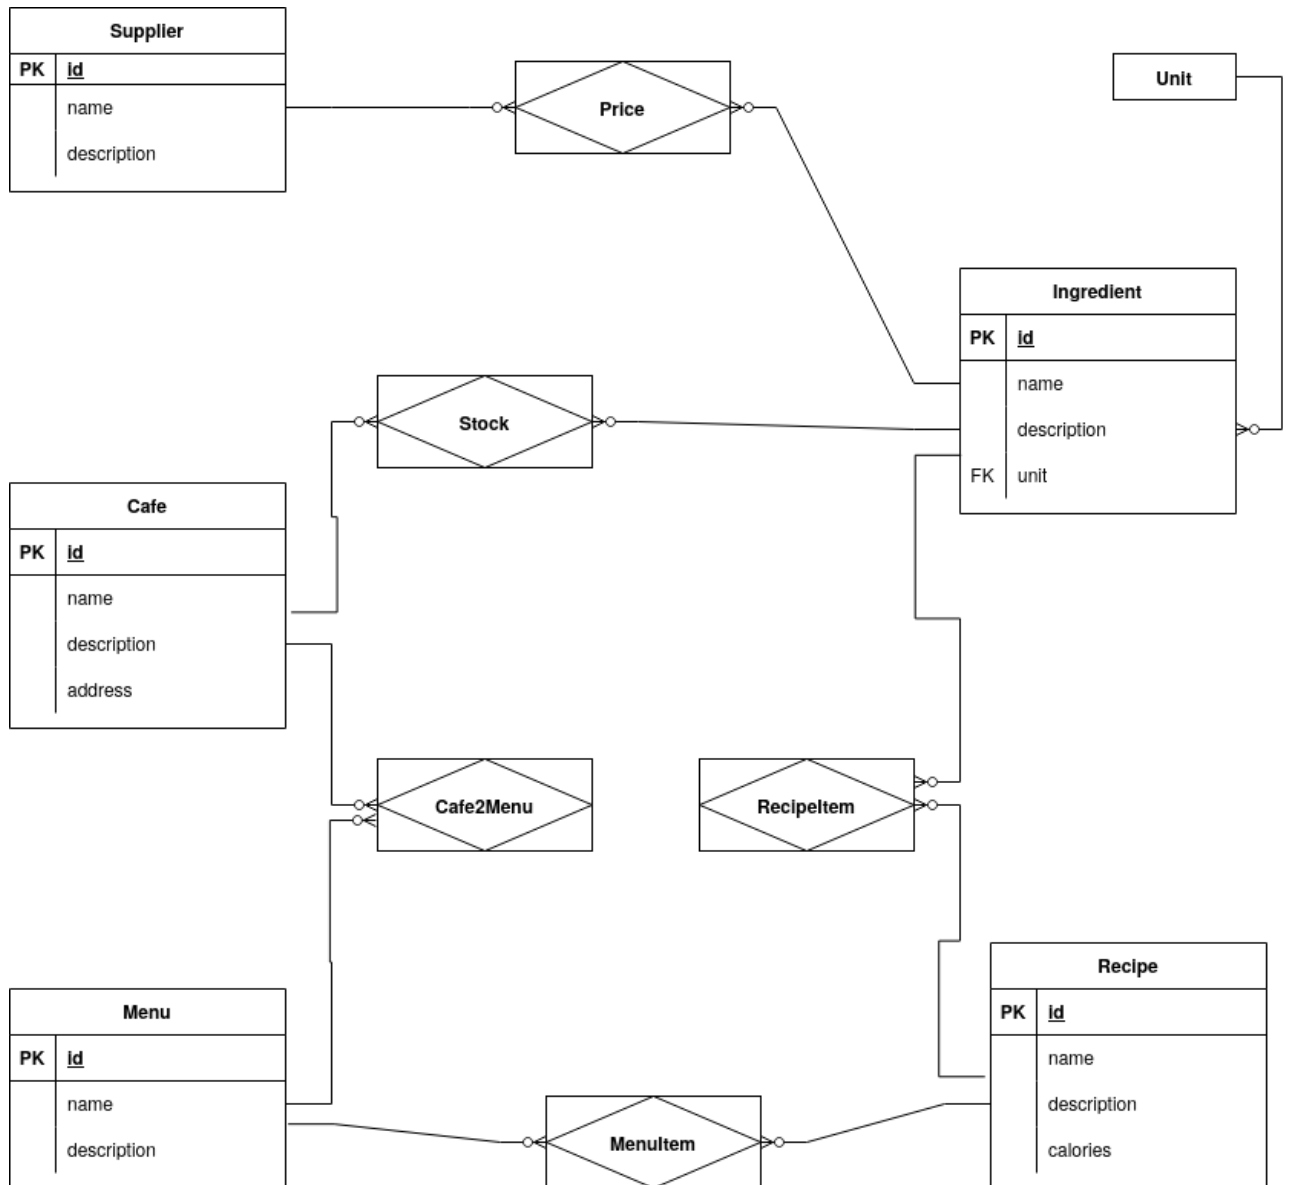 Supplier
PK id
name
description
Price
Unit
Ingredient
PK id
name
description
FK unit
Stock
Cafe
PK id
name
description
address
Cafe2Menu
RecipeItem
Menu
PK id
name
description
MenuItem
Recipe
PK id
name
description
calories